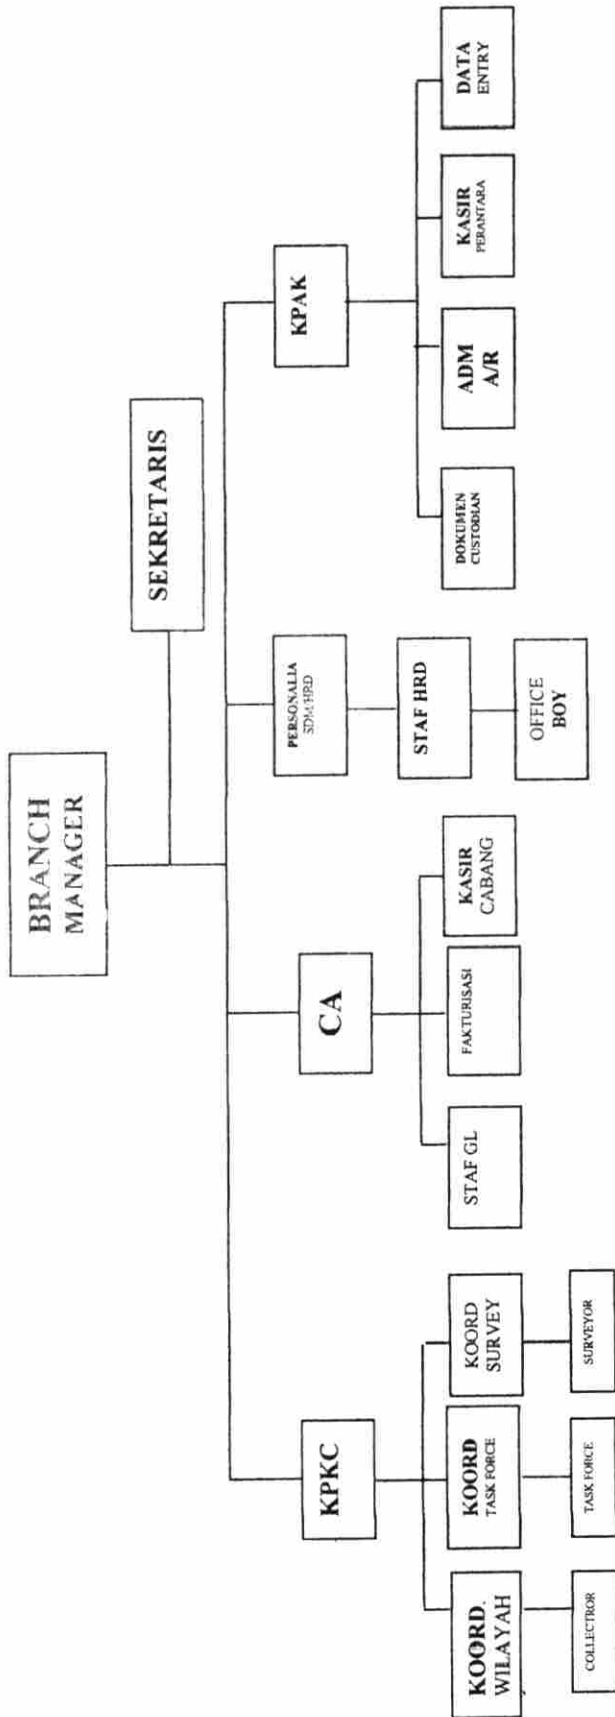 BRANCH
MANAGER
SEKRETARIS
KPKC
CA
PERSONALIA
SDM/HRD
KPAK
KOORD.
WILAYAH
KOORD
TASK FORCE
KOORD
SURVEY
STAF GL
FAKTURISASI
KASIR
CABANG
STAF HRD
DOKUMEN
CUSTODIAN
ADM
A/R
KASIR
PERANTARA
DATA
ENTRY
COLLECTROR
TASK FORCE
SURVEYOR
OFFICE
BOY